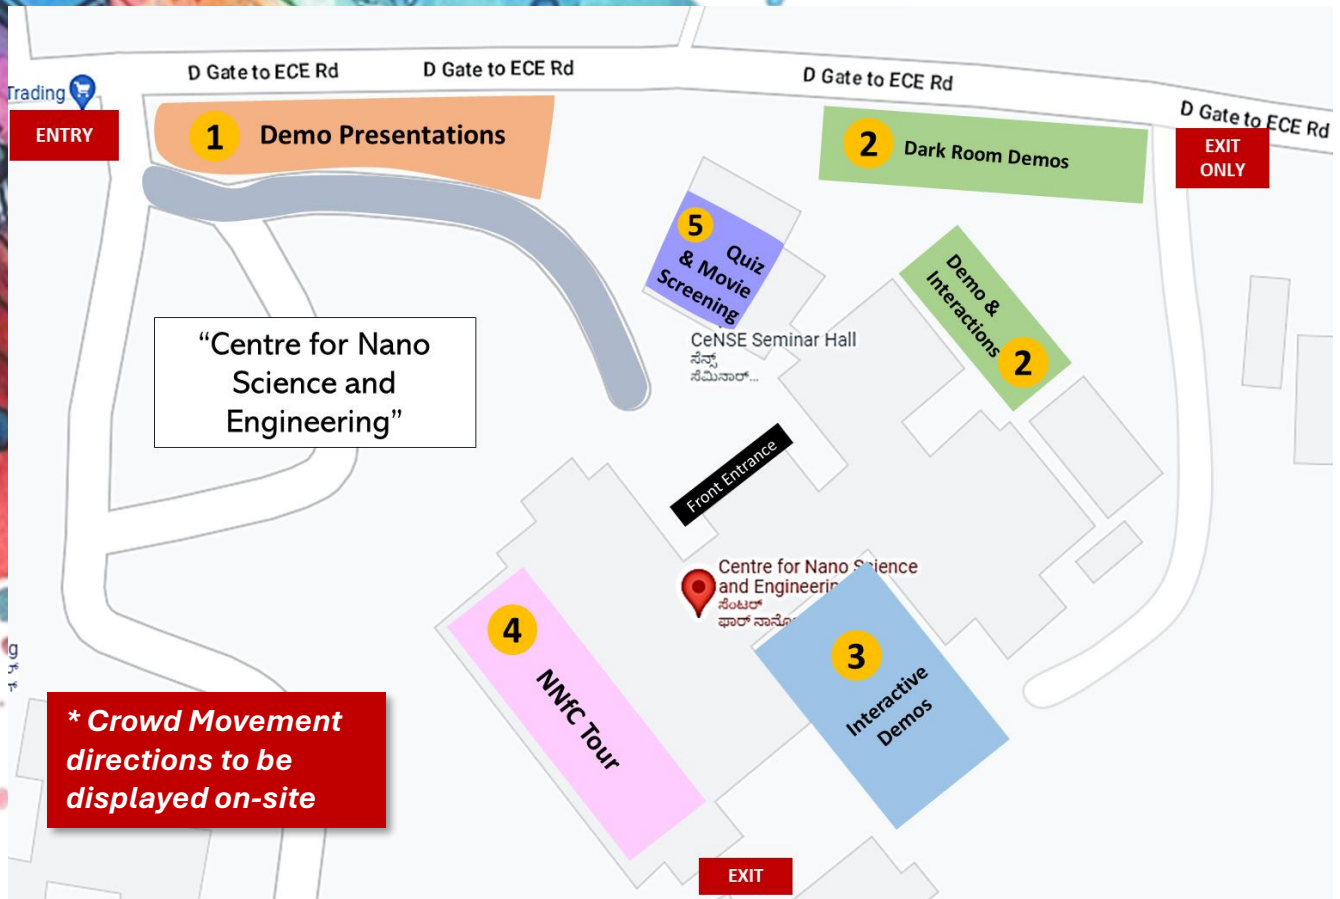 D Gate to ECE Rd
D Gate to ECE Rd
D Gate to ECE Rd
D Gate to ECE Rd
Trading
ENTRY
1 Demo Presentations
2 Dark Room Demos
EXIT
ONLY
5 Quiz
& Movie
Screening
Demo &
Interactions
2
CeNSE Seminar Hall
ಸೆನ್ಸ್
ಸೆಮಿನಾರ್...
“Centre for Nano
Science and
Engineering”
Front Entrance
Centre for Nano Science
and Engineerin
ಸೆಂಟರ್
ಫಾರ್ ನಾನೋ
4
NNfC Tour
3
Interactive
Demos
* Crowd Movement
directions to be
displayed on-site
EXIT